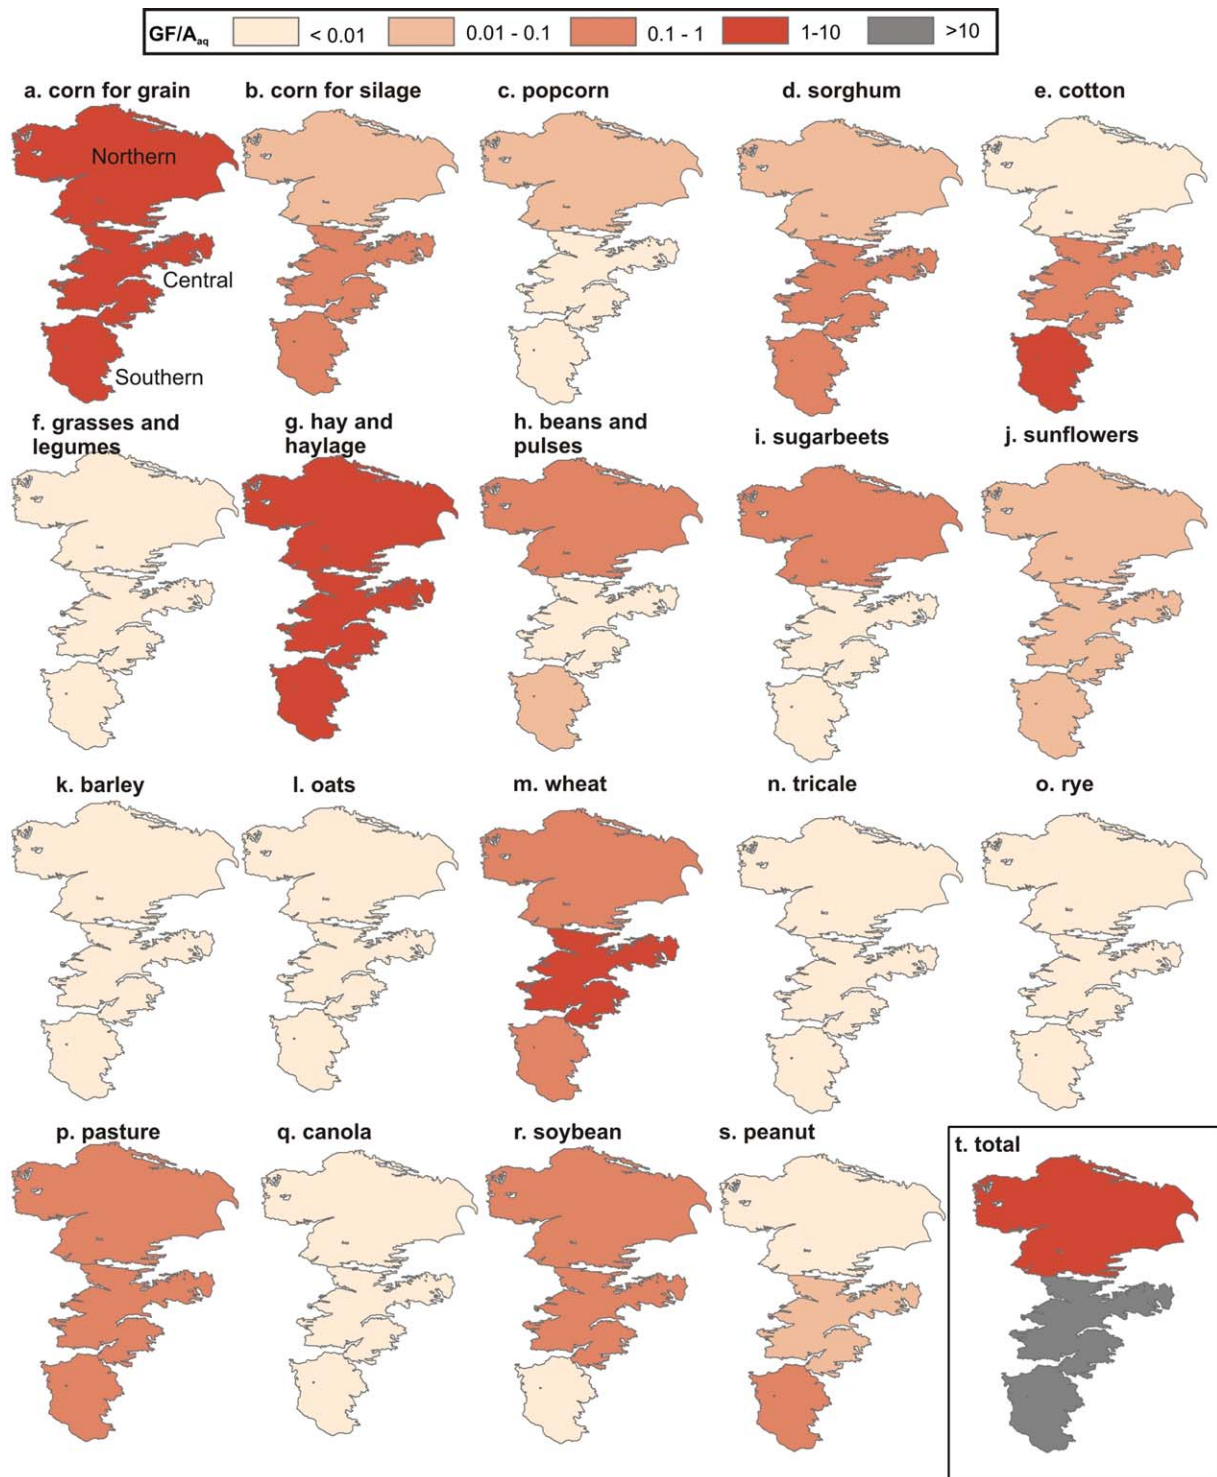 GF/Aaq < 0.01 0.01 - 0.1 0.1 - 1 1-10 >10
a. corn for grain
b. corn for silage
c. popcorn
d. sorghum
e. cotton
Northern
Central
Southern
f. grasses and
legumes
g. hay and
haylage
h. beans and
pulses
i. sugarbeets
j. sunflowers
k. barley
l. oats
m. wheat
n. tricale
o. rye
p. pasture
q. canola
r. soybean
s. peanut
t. total